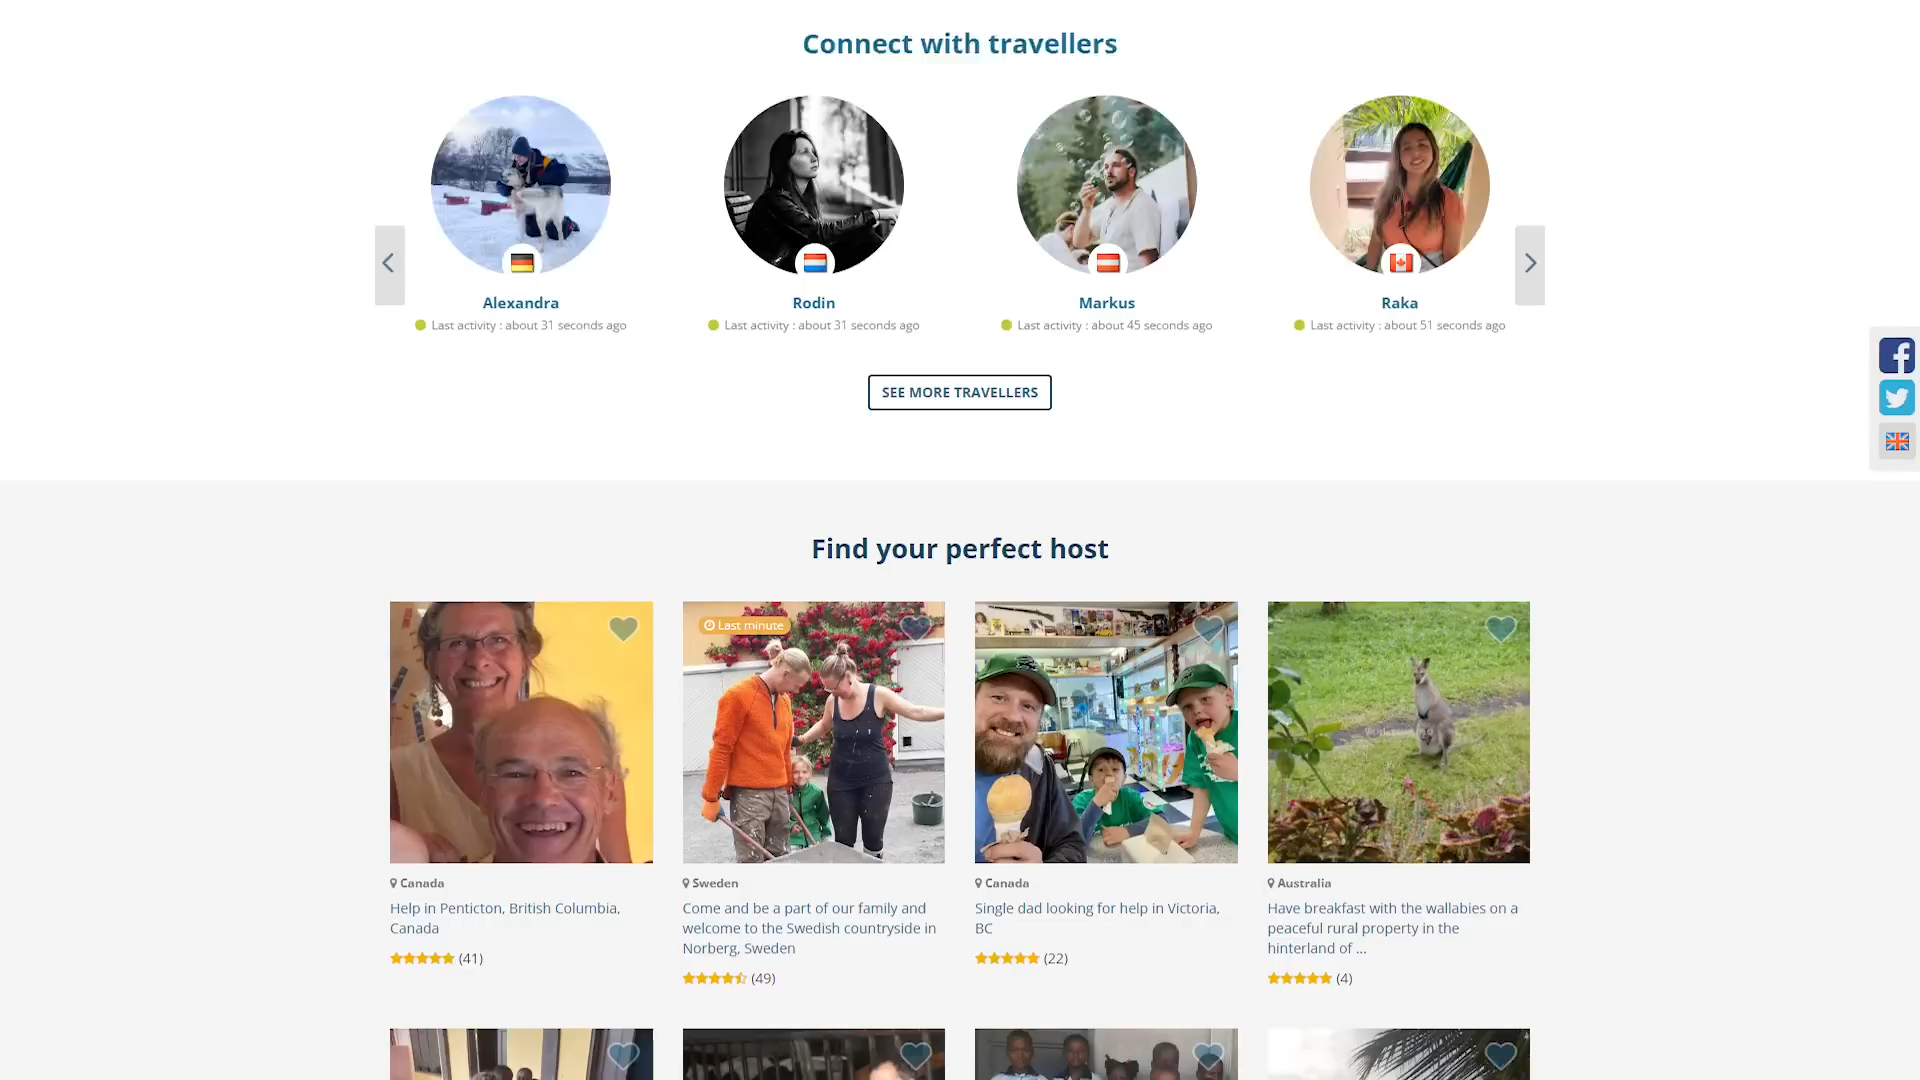 Connect with travellers
Alexandra
Last activity : about 31 seconds ago
Rodin
Last activity : about 31 seconds ago
Markus
Last activity : about 45 seconds ago
Raka
Last activity : about 51 seconds ago
SEE MORE TRAVELLERS
Find your perfect host
Canada
Help in Penticton, British Columbia,
Canada
(41)
Last minute
Sweden
Come and be a part of our family and
welcome to the Swedish countryside in
Norberg, Sweden
(49)
Canada
Single dad looking for help in Victoria,
BC
(22)
Australia
Have breakfast with the wallabies on a
peaceful rural property in the
hinterland of ...
(4)